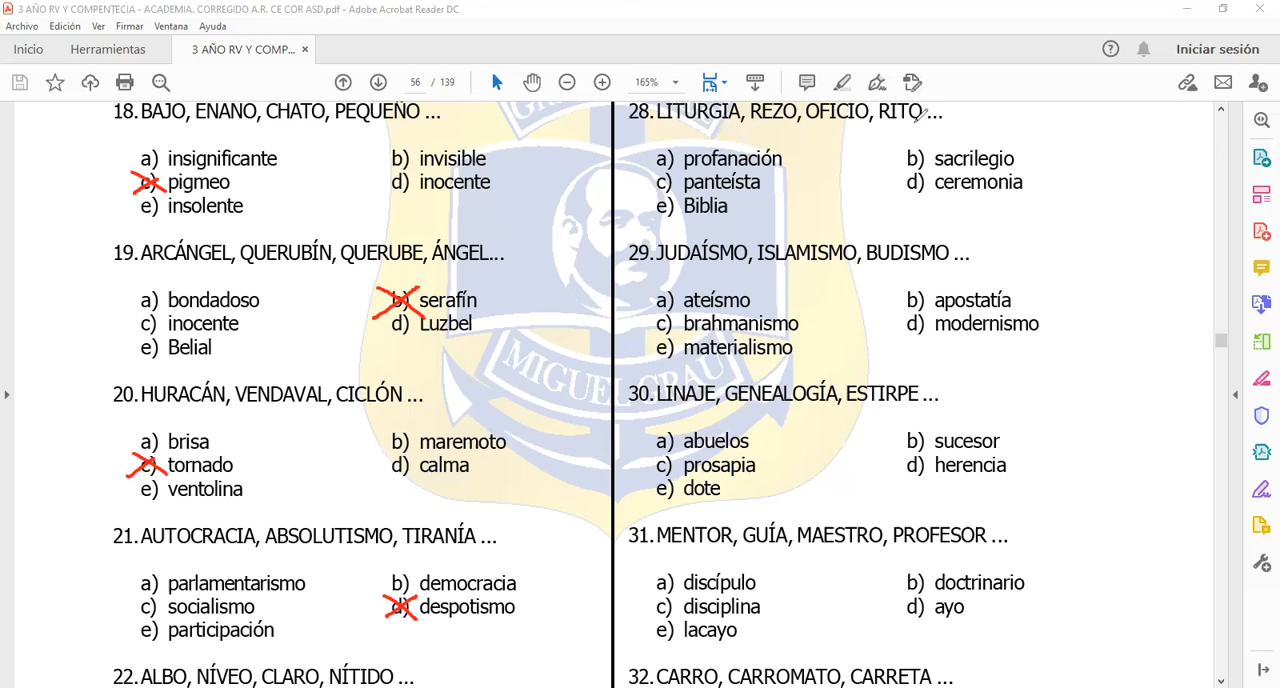 3 AÑO RV Y COMPENTECIA - ACADEMIA. CORREGIDO A.R. CE COR ASD.pdf - Adobe Acrobat Reader DC
Archivo Edición Ver Firmar Ventana Ayuda
Inicio Herramientas 3 AÑO RV Y COMP... × Iniciar sesión
56 / 139 165%
18. BAJO, ENANO, CHATO, PEQUEÑO ...
a) insignificante b) invisible
c) pigmeo d) inocente
e) insolente
19. ARCÁNGEL, QUERUBÍN, QUERUBE, ÁNGEL...
a) bondadoso b) serafín
c) inocente d) Luzbel
e) Belial
20. HURACÁN, VENDAVAL, CICLÓN ...
a) brisa b) maremoto
c) tornado d) calma
e) ventolina
21. AUTOCRACIA, ABSOLUTISMO, TIRANÍA ...
a) parlamentarismo b) democracia
c) socialismo d) despotismo
e) participación
22. ALBO, NÍVEO, CLARO, NÍTIDO ...
28. LITURGIA, REZO, OFICIO, RITO ...
a) profanación b) sacrilegio
c) panteísta d) ceremonia
e) Biblia
29. JUDAÍSMO, ISLAMISMO, BUDISMO ...
a) ateísmo b) apostatía
c) brahmanismo d) modernismo
e) materialismo
30. LINAJE, GENEALOGÍA, ESTIRPE ...
a) abuelos b) sucesor
c) prosapia d) herencia
e) dote
31. MENTOR, GUÍA, MAESTRO, PROFESOR ...
a) discípulo b) doctrinario
c) disciplina d) ayo
e) lacayo
32. CARRO, CARROMATO, CARRETA ...
MIGUEL GRAU